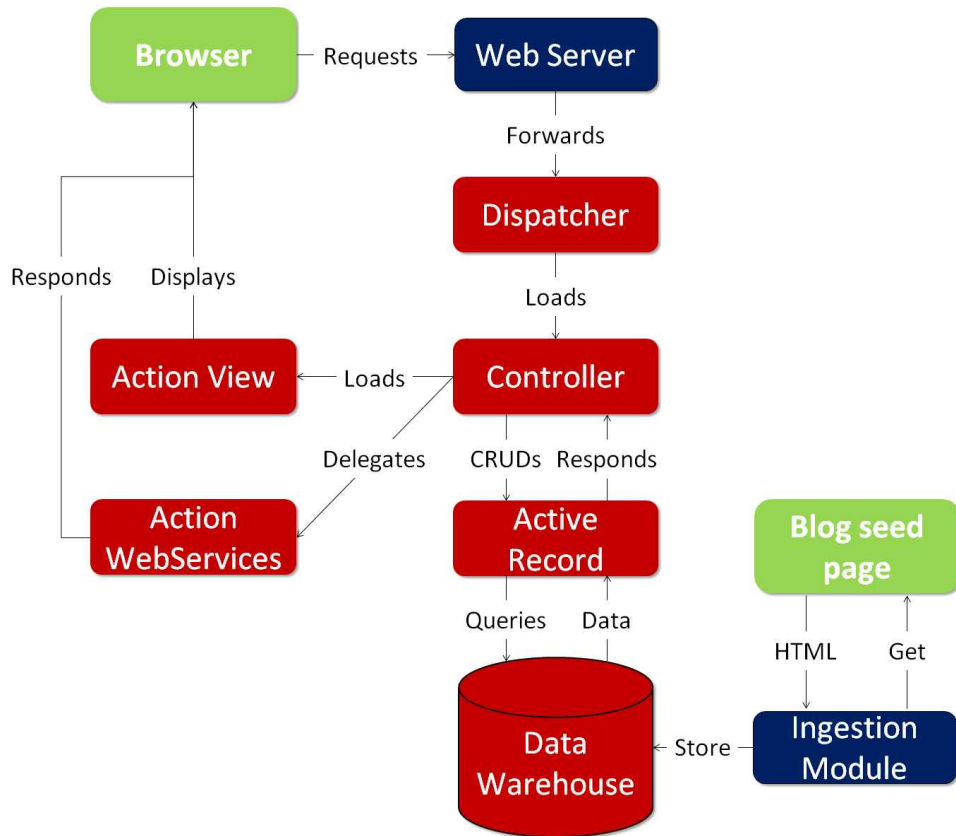 Browser
Requests
Web Server
Forwards
Dispatcher
Responds
Displays
Loads
Action View
Loads
Controller
Delegates
CRUDs
Responds
Action
WebServices
Active
Record
Blog seed
page
Queries
Data
HTML
Get
Data
Warehouse
Store
Ingestion
Module